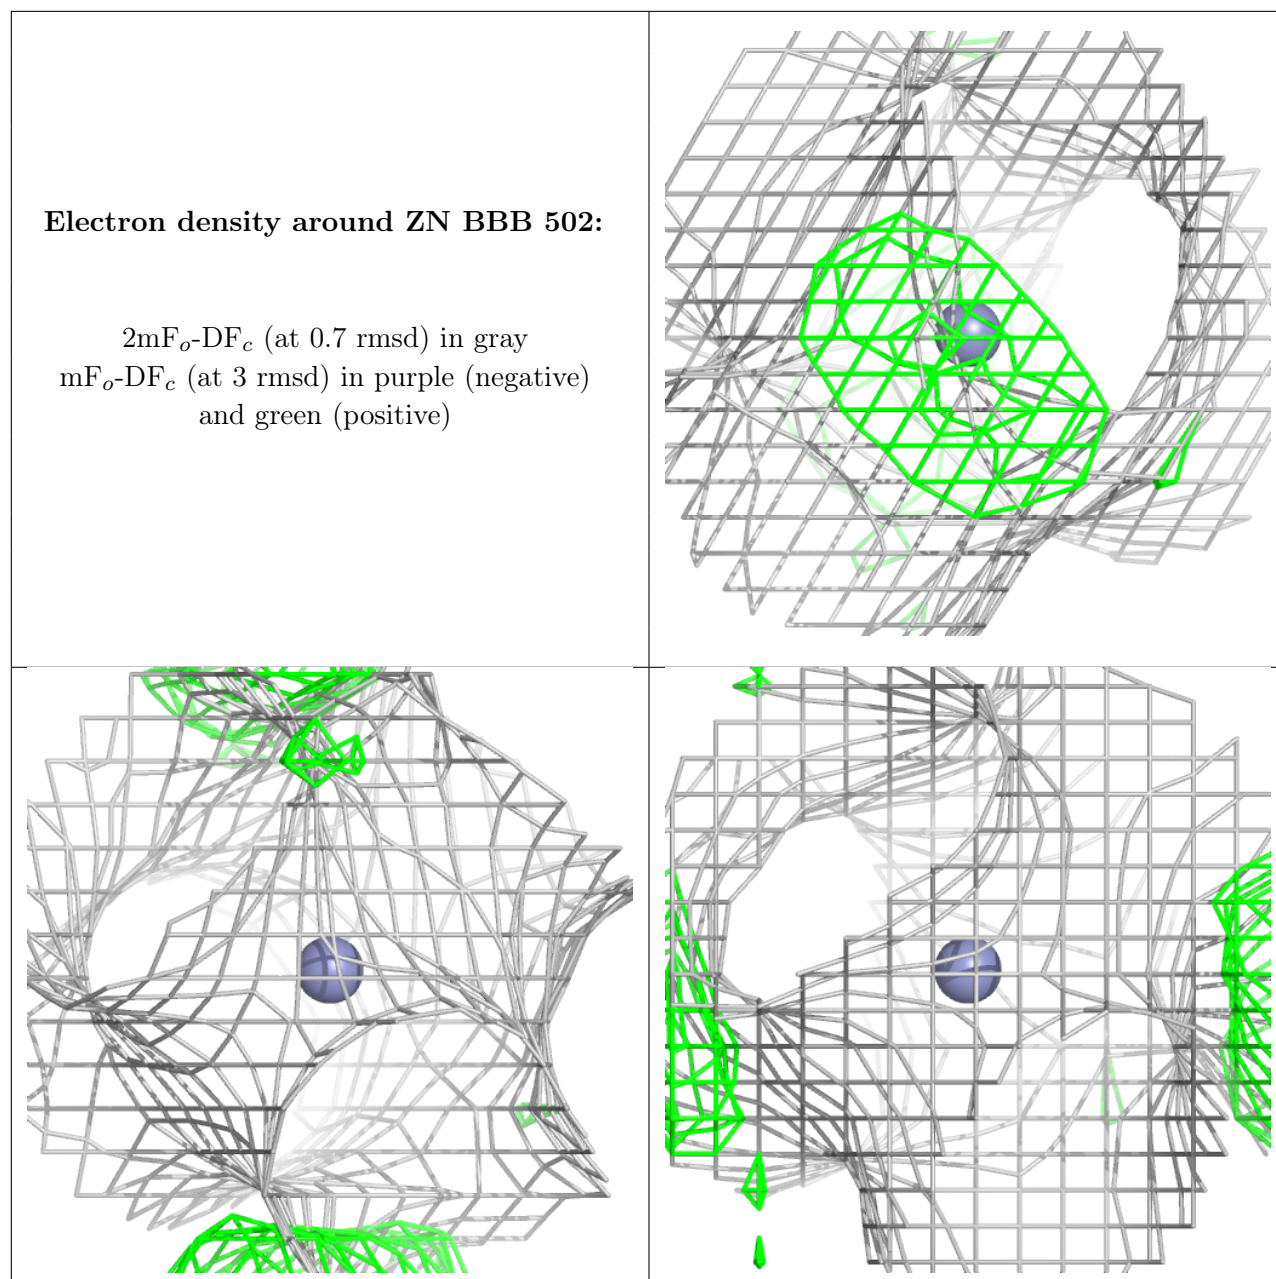 Electron density around ZN BBB 502:
2mFₒ-DF𝑐 (at 0.7 rmsd) in gray
mFₒ-DF𝑐 (at 3 rmsd) in purple (negative)
and green (positive)